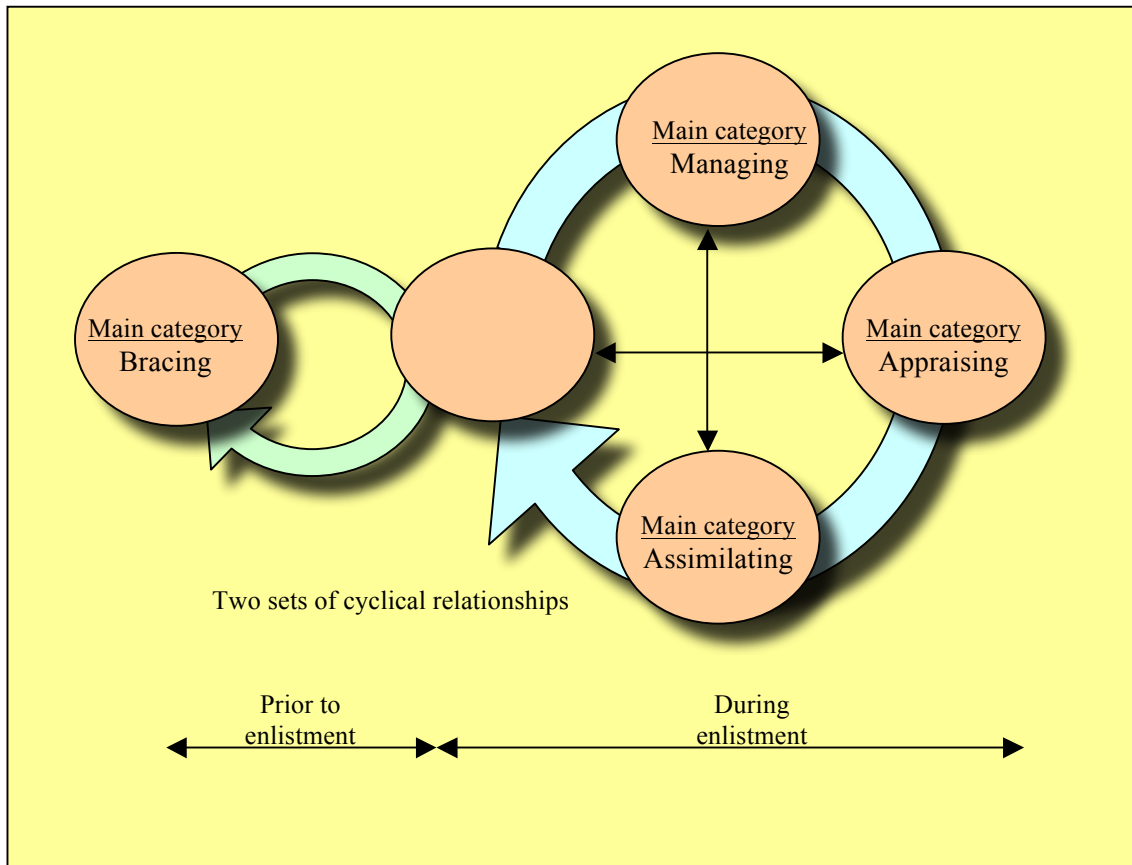 Main category
Managing
Main category
Bracing
Main category
Appraising
Main category
Assimilating
Two sets of cyclical relationships
Prior to
enlistment
During
enlistment